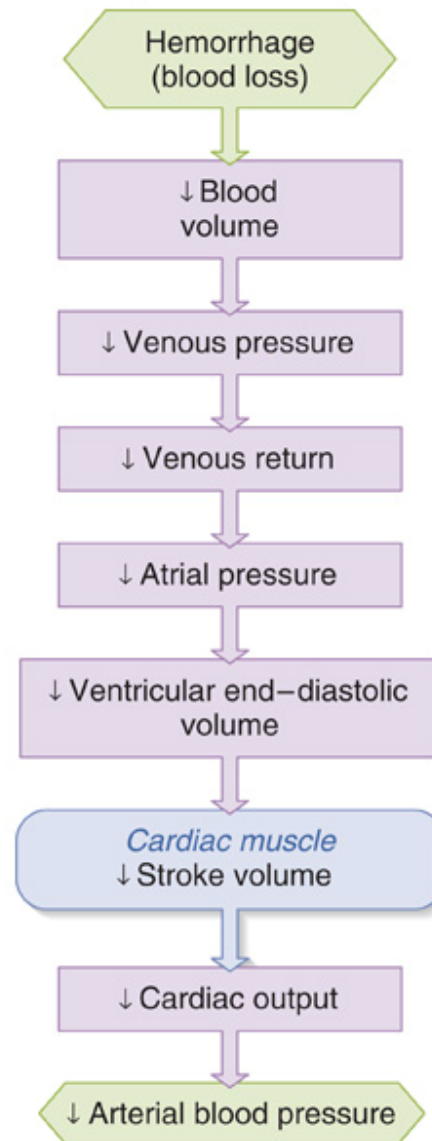 Hemorrhage
(blood loss)
↓ Blood
volume
↓ Venous pressure
↓ Venous return
↓ Atrial pressure
↓ Ventricular end–diastolic
volume
Cardiac muscle
↓ Stroke volume
↓ Cardiac output
↓ Arterial blood pressure